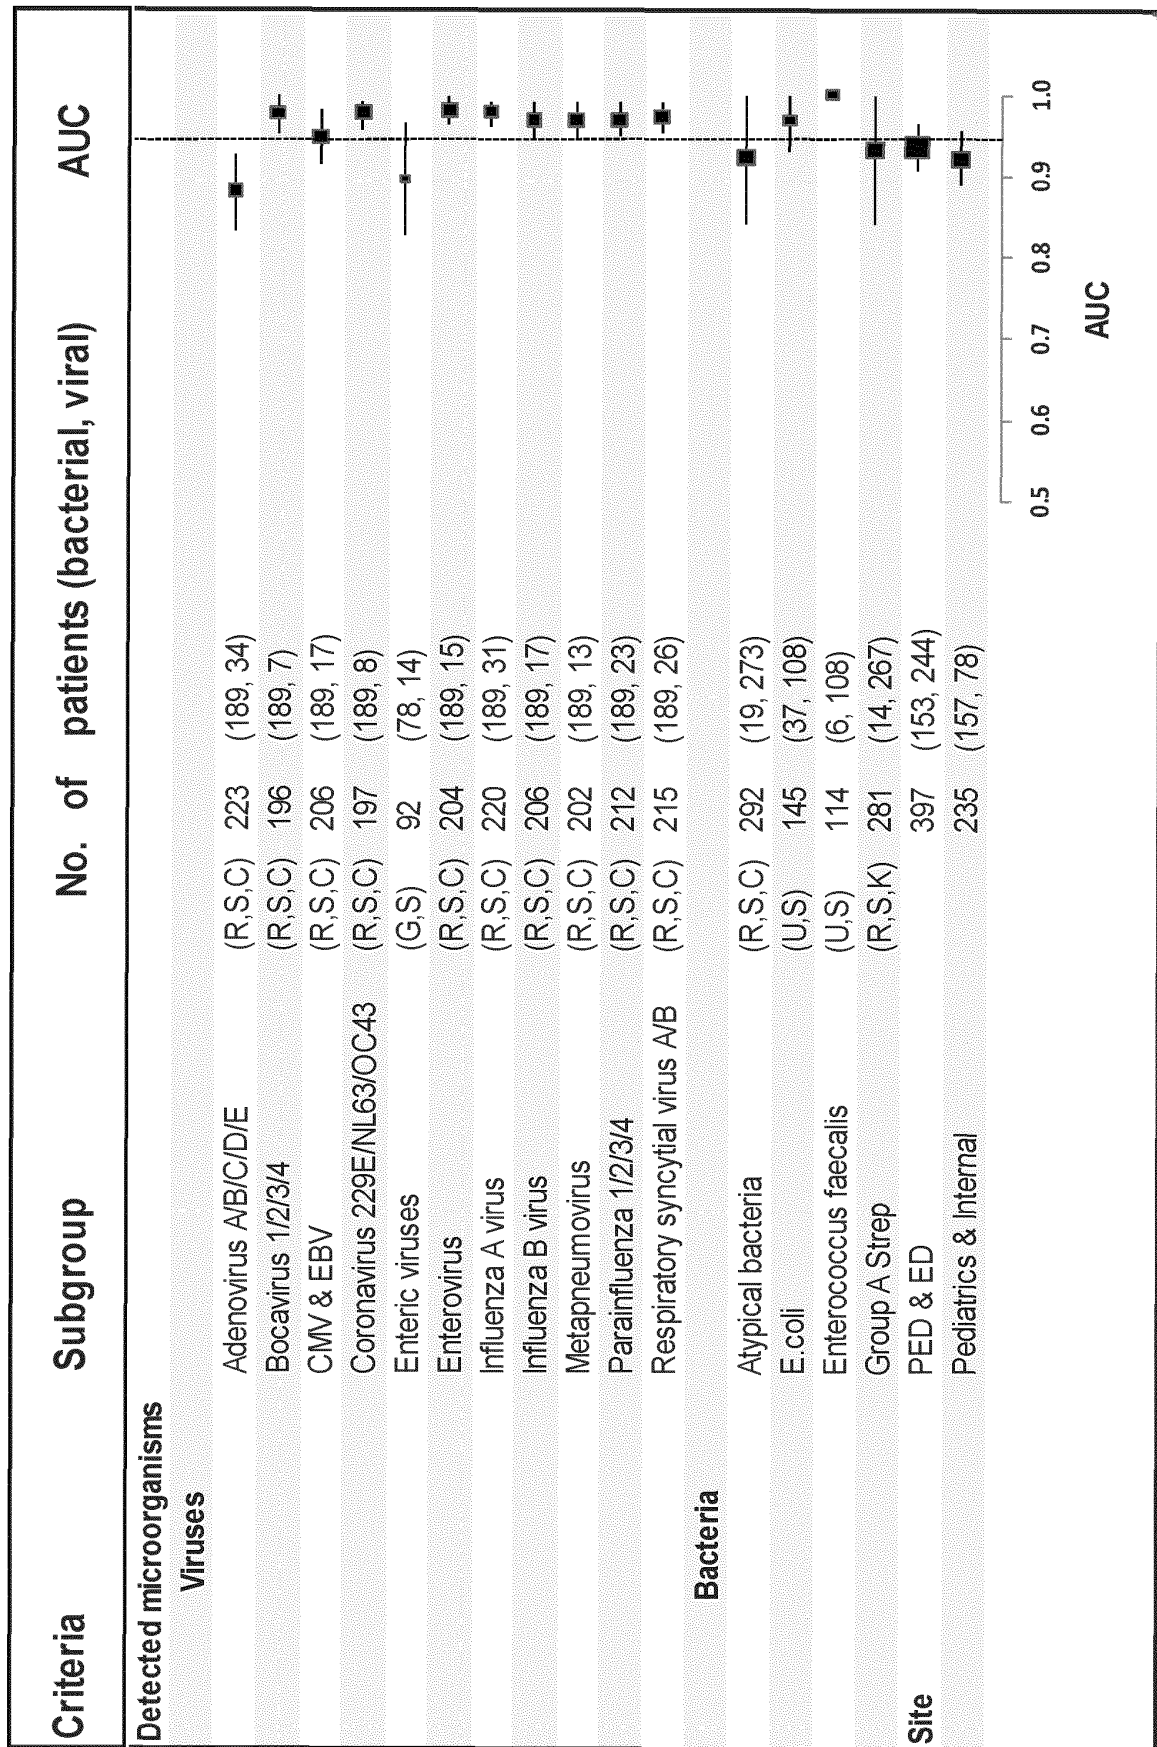 Criteria Subgroup No. of patients (bacterial, viral) AUC
Detected microorganisms
Viruses
Adenovirus A/B/C/D/E (R,S,C) 223 (189, 34)
Bocavirus 1/2/3/4 (R,S,C) 196 (189, 7)
CMV & EBV (R,S,C) 206 (189, 17)
Coronavirus 229E/NL63/OC43 (R,S,C) 197 (189, 8)
Enteric viruses (G,S) 92 (78, 14)
Enterovirus (R,S,C) 204 (189, 15)
Influenza A virus (R,S,C) 220 (189, 31)
Influenza B virus (R,S,C) 206 (189, 17)
Metapneumovirus (R,S,C) 202 (189, 13)
Parainfluenza 1/2/3/4 (R,S,C) 212 (189, 23)
Respiratory syncytial virus A/B (R,S,C) 215 (189, 26)
Bacteria
Atypical bacteria (R,S,C) 292 (19, 273)
E.coli (U,S) 145 (37, 108)
Enterococcus faecalis (U,S) 114 (6, 108)
Group A Strep (R,S,K) 281 (14, 267)
Site PED & ED 397 (153, 244)
Pediatrics & Internal 235 (157, 78)
0.5 0.6 0.7 0.8 0.9 1.0
AUC